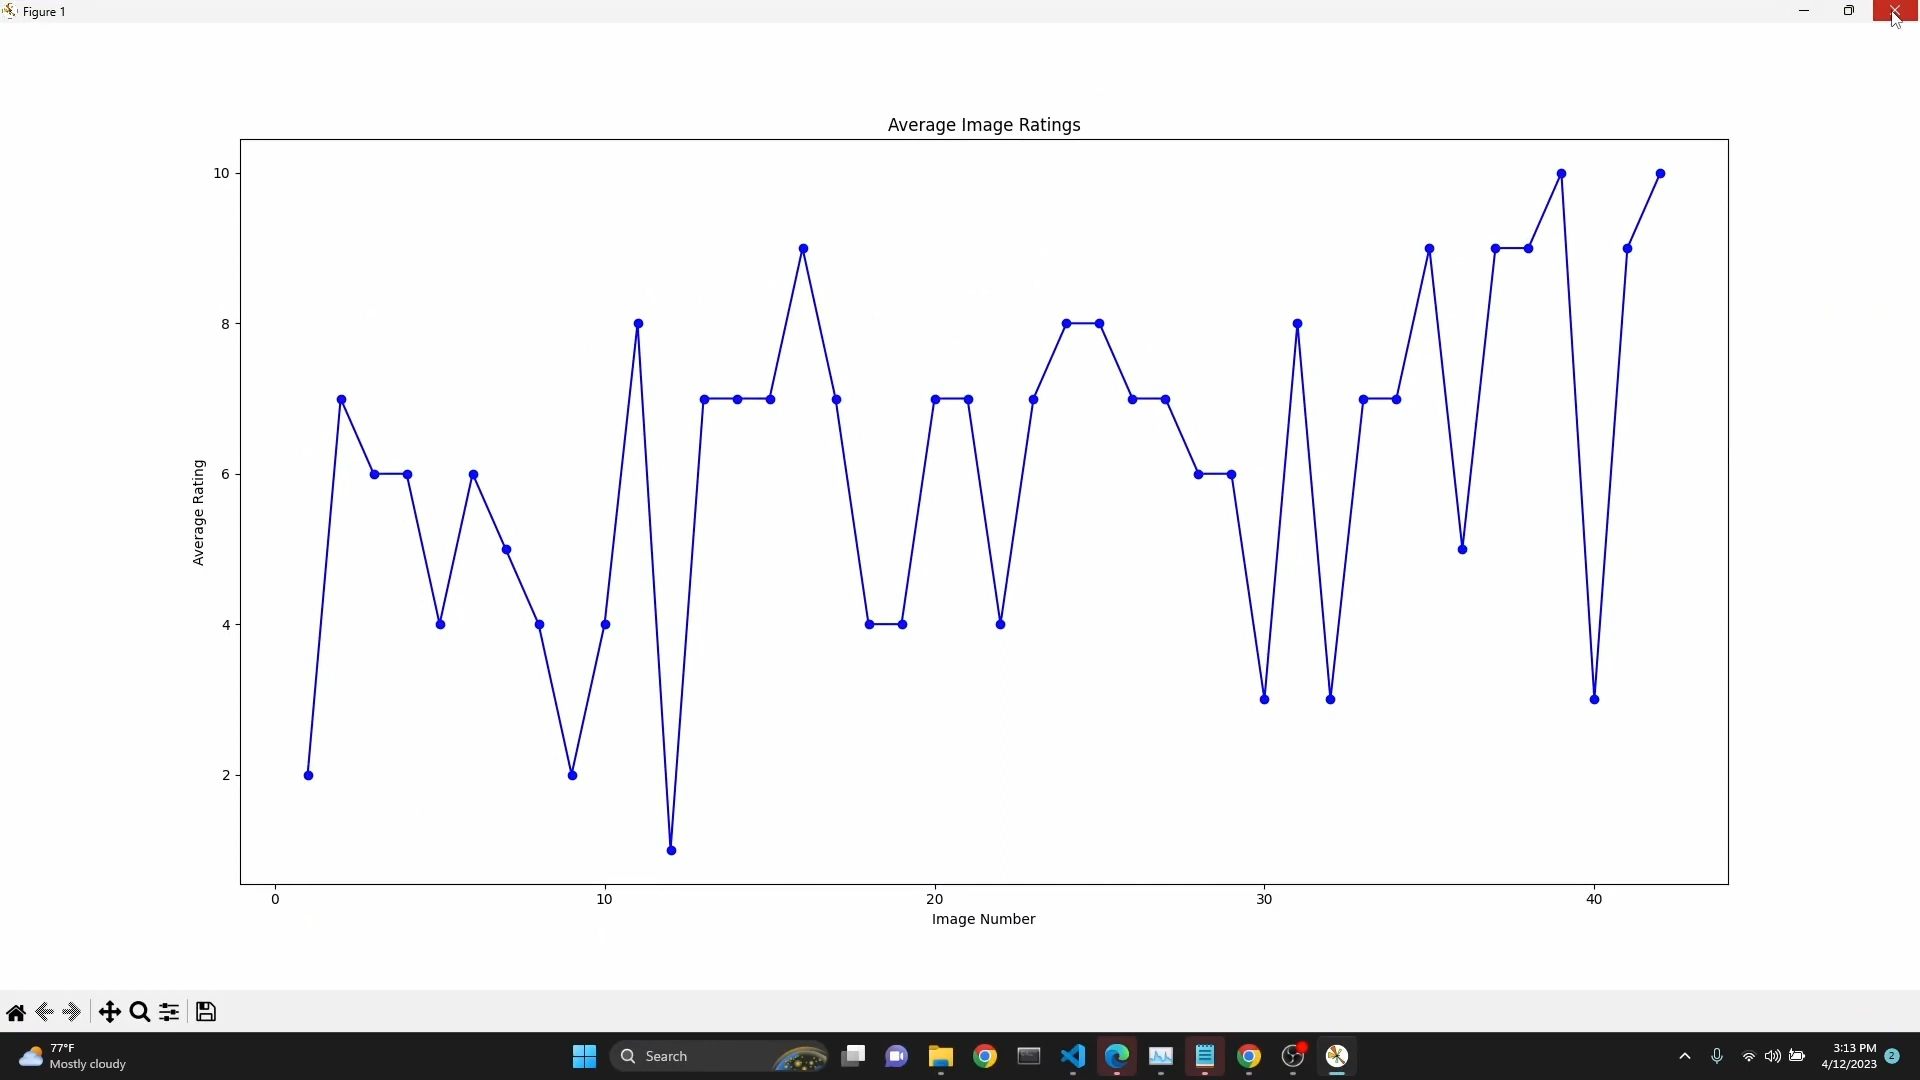 Figure 1
Average Image Ratings
10
8
6
4
2
Average Rating
0 10 20 30 40
Image Number
77°F
Mostly cloudy
Search
3:13 PM
4/12/2023
2